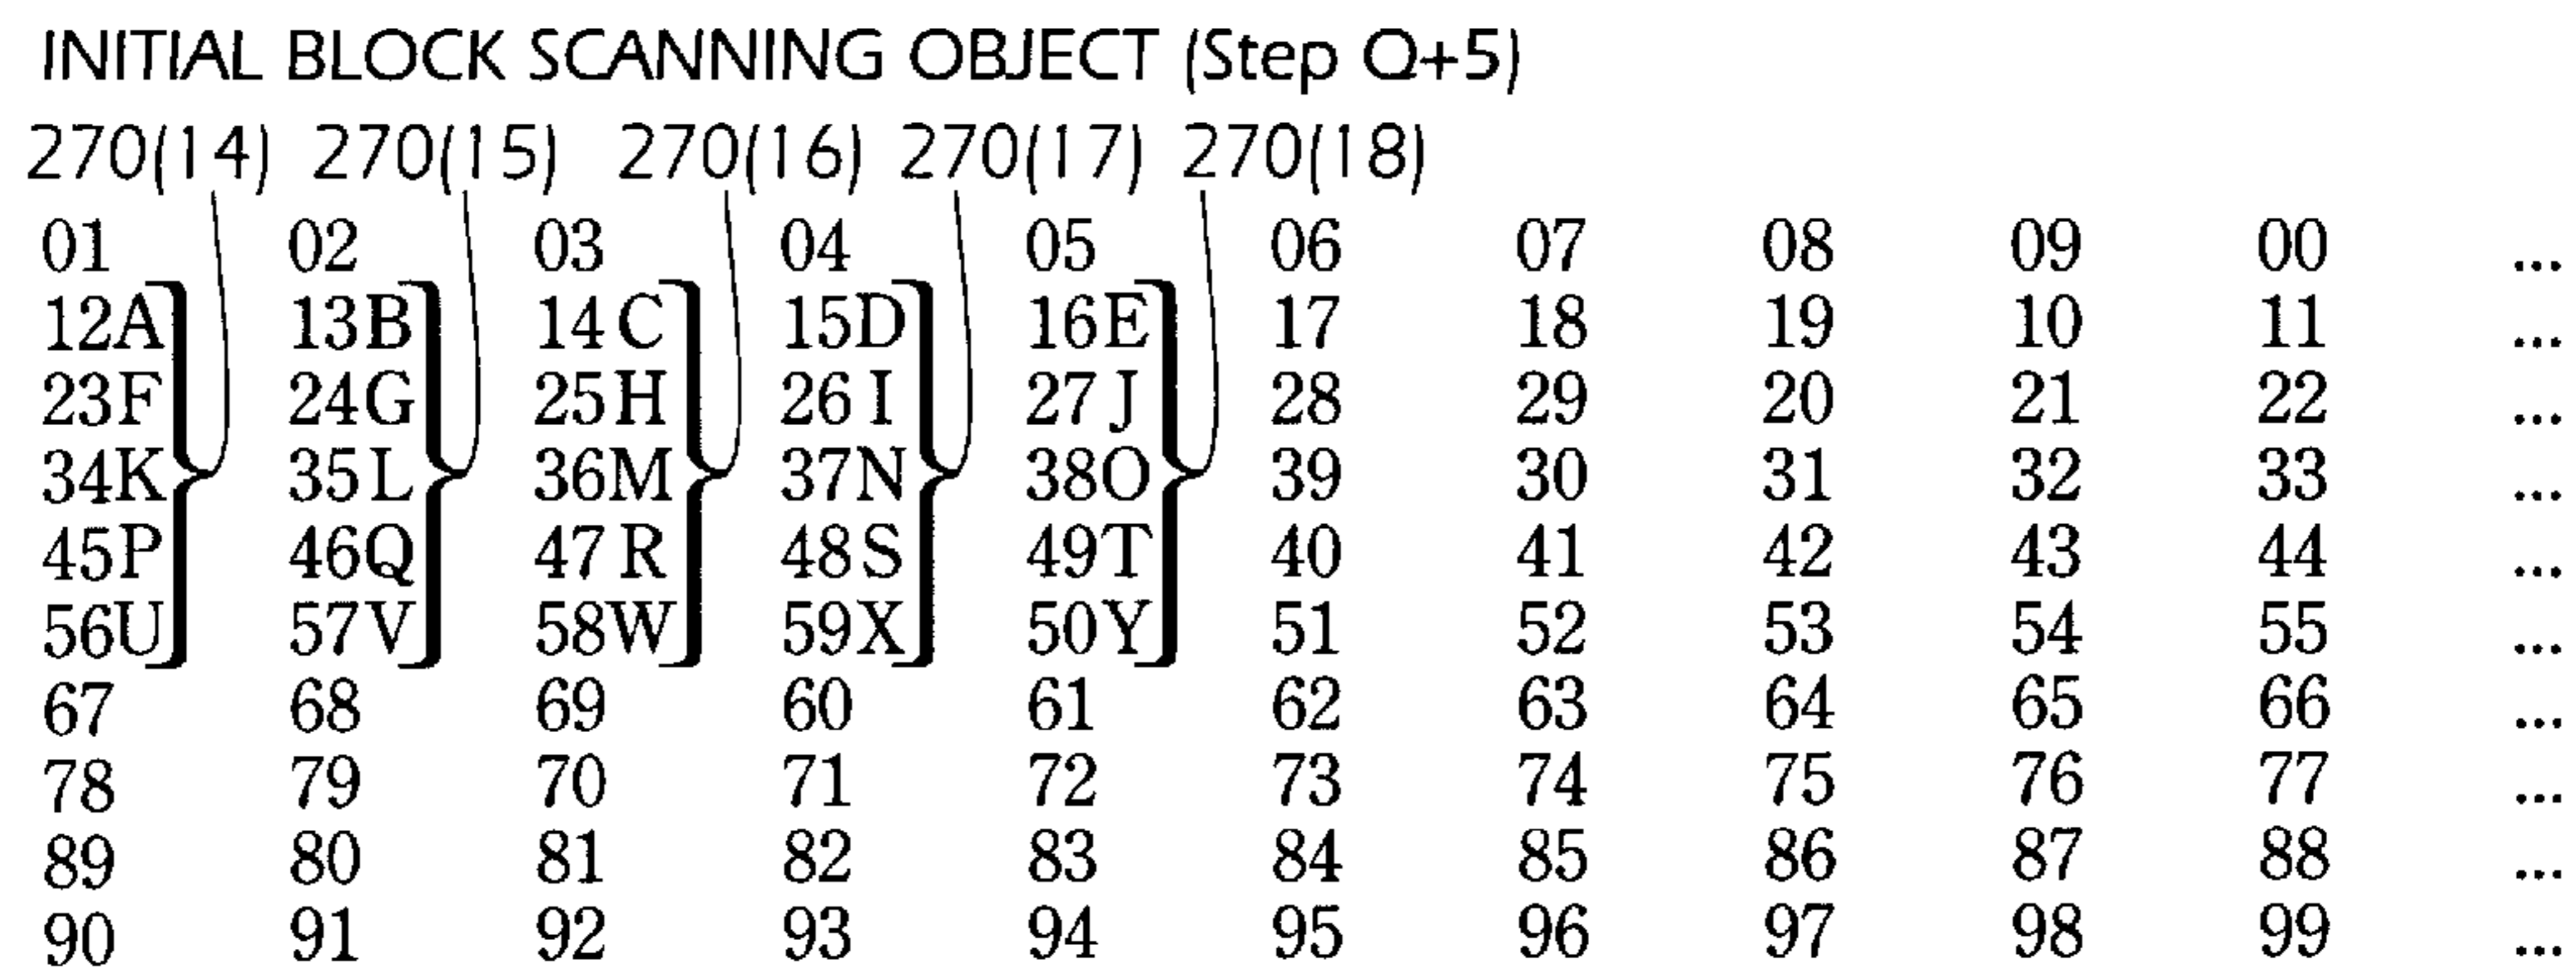 INITIAL BLOCK SCANNING OBJECT (Step Q+5)
270(14) 270(15) 270(16) 270(17) 270(18)
01 02 03 04 05 06 07 08 09 00 ...
12A 13B 14C 15D 16E 17 18 19 10 11 ...
23F 24G 25H 26I 27J 28 29 20 21 22 ...
34K 35L 36M 37N 38O 39 30 31 32 33 ...
45P 46Q 47R 48S 49T 40 41 42 43 44 ...
56U 57V 58W 59X 50Y 51 52 53 54 55 ...
67 68 69 60 61 62 63 64 65 66 ...
78 79 70 71 72 73 74 75 76 77 ...
89 80 81 82 83 84 85 86 87 88 ...
90 91 92 93 94 95 96 97 98 99 ...